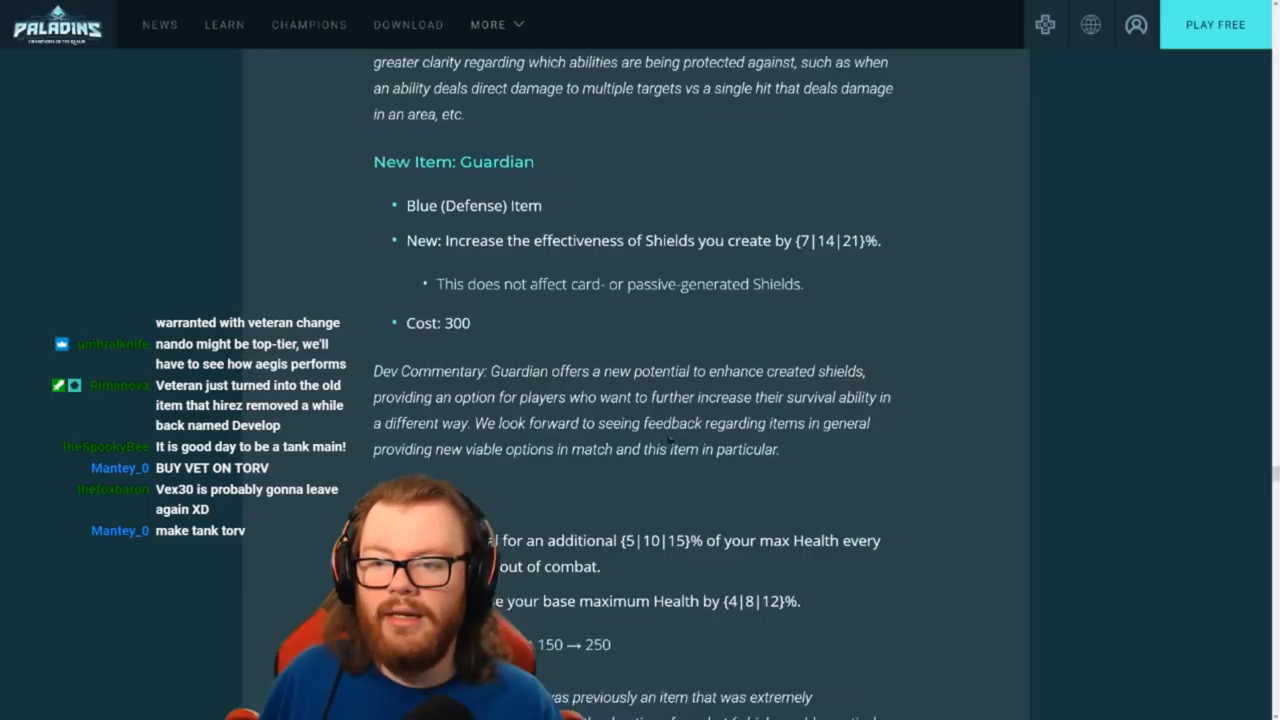 PALADINS
CHAMPIONS OF THE REALM
NEWS LEARN CHAMPIONS DOWNLOAD MORE PLAY FREE
greater clarity regarding which abilities are being protected against, such as when
an ability deals direct damage to multiple targets vs a single hit that deals damage
in an area, etc.
New Item: Guardian
• Blue (Defense) Item
• New: Increase the effectiveness of Shields you create by {7|14|21}%.
• This does not affect card- or passive-generated Shields.
• Cost: 300
Dev Commentary: Guardian offers a new potential to enhance created shields,
providing an option for players who want to further increase their survival ability in
a different way. We look forward to seeing feedback regarding items in general
providing new viable options in match and this item in particular.
for an additional {5|10|15}% of your max Health every
out of combat.
your base maximum Health by {4|8|12}%.
150 → 250
was previously an item that was extremely
warranted with veteran change
umbralknife nando might be top-tier, we'll
have to see how aegis performs
Rimanova Veteran just turned into the old
item that hirez removed a while
back named Develop
theSpookyBee It is good day to be a tank main!
Mantey_0 BUY VET ON TORV
thefoxbaron Vex30 is probably gonna leave
again XD
Mantey_0 make tank torv